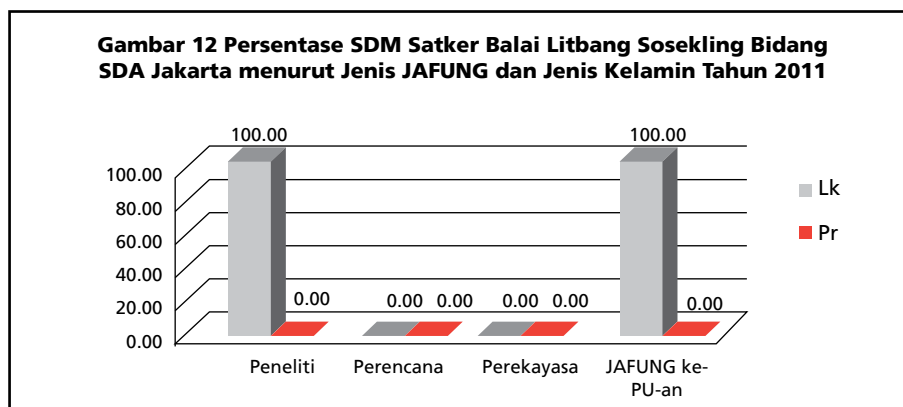 Gambar 12 Persentase SDM Satker Balai Litbang Sosekling Bidang
SDA Jakarta menurut Jenis JAFUNG dan Jenis Kelamin Tahun 2011
100.00 100.00
100.00
80.00
60.00
40.00
20.00
0.00
0.00 0.00 0.00 0.00 0.00 0.00
Lk
Pr
Peneliti Perencana Perekayasa JAFUNG ke-
PU-an